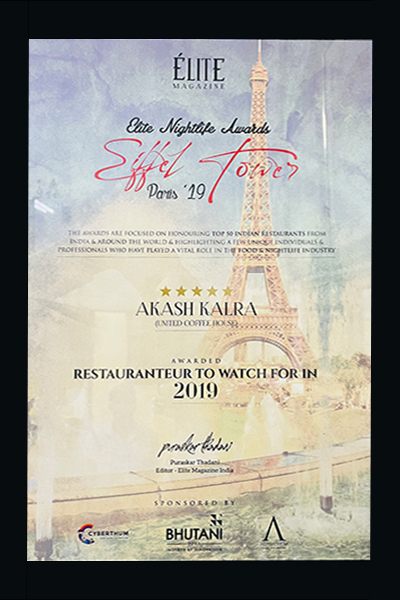 ÉLITE
MAGAZINE
Elite Nightlife Awards
Eiffel Tower
Paris '19
THE AWARDS ARE FOCUSED ON HONOURING TOP 50 INDIAN RESTAURANTS FROM
INDIA & AROUND THE WORLD & HIGHLIGHTING A FEW UNIQUE INDIVIDUALS &
PROFESSIONALS WHO HAVE PLAYED A VITAL ROLE IN THE FOOD & NIGHTLIFE INDUSTRY
AKASH KALRA
(UNITED COFFEE HOUSE)
AWARDED
RESTAURANTEUR TO WATCH FOR IN
2019
puraskar thadani
Puraskar Thadani
Editor - Elite Magazine India
SPONSORED BY
CYBERTHUM
BHUTANI